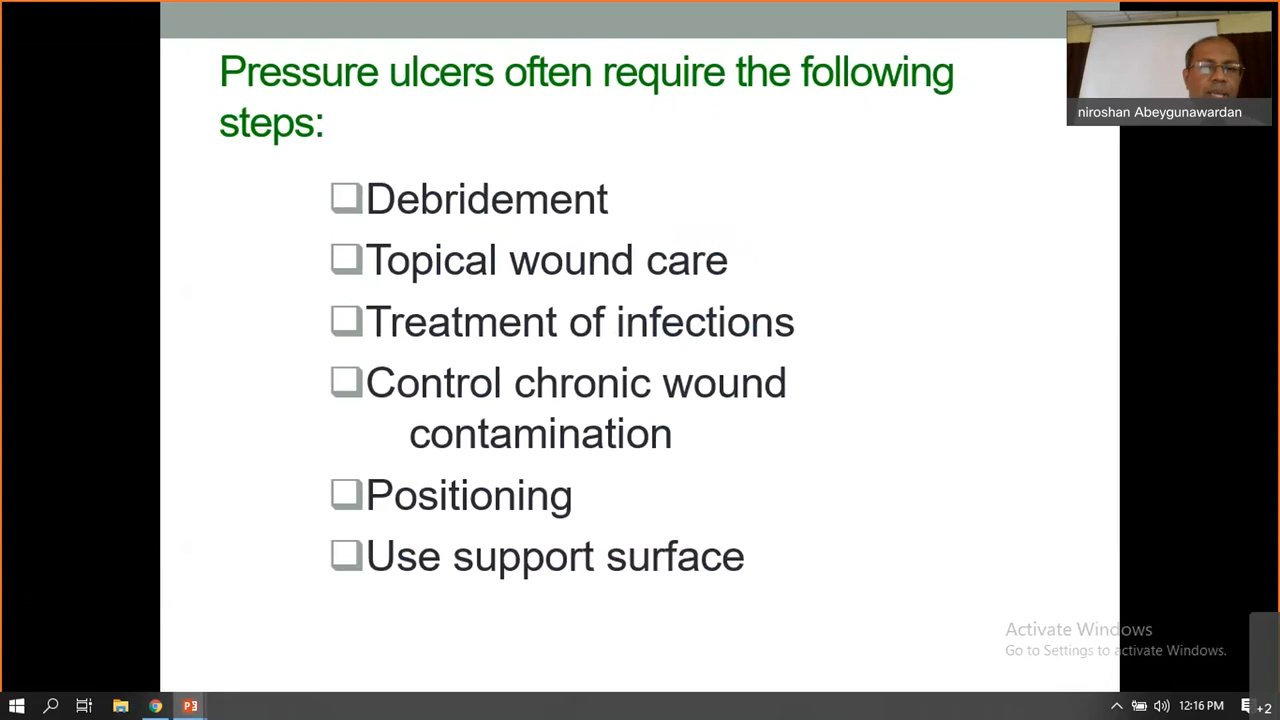 Pressure ulcers often require the following
steps:
niroshan Abeygunawardan
Debridement
Topical wound care
Treatment of infections
Control chronic wound
contamination
Positioning
Use support surface
Activate Windows
Go to Settings to activate Windows.
12:16 PM
+2